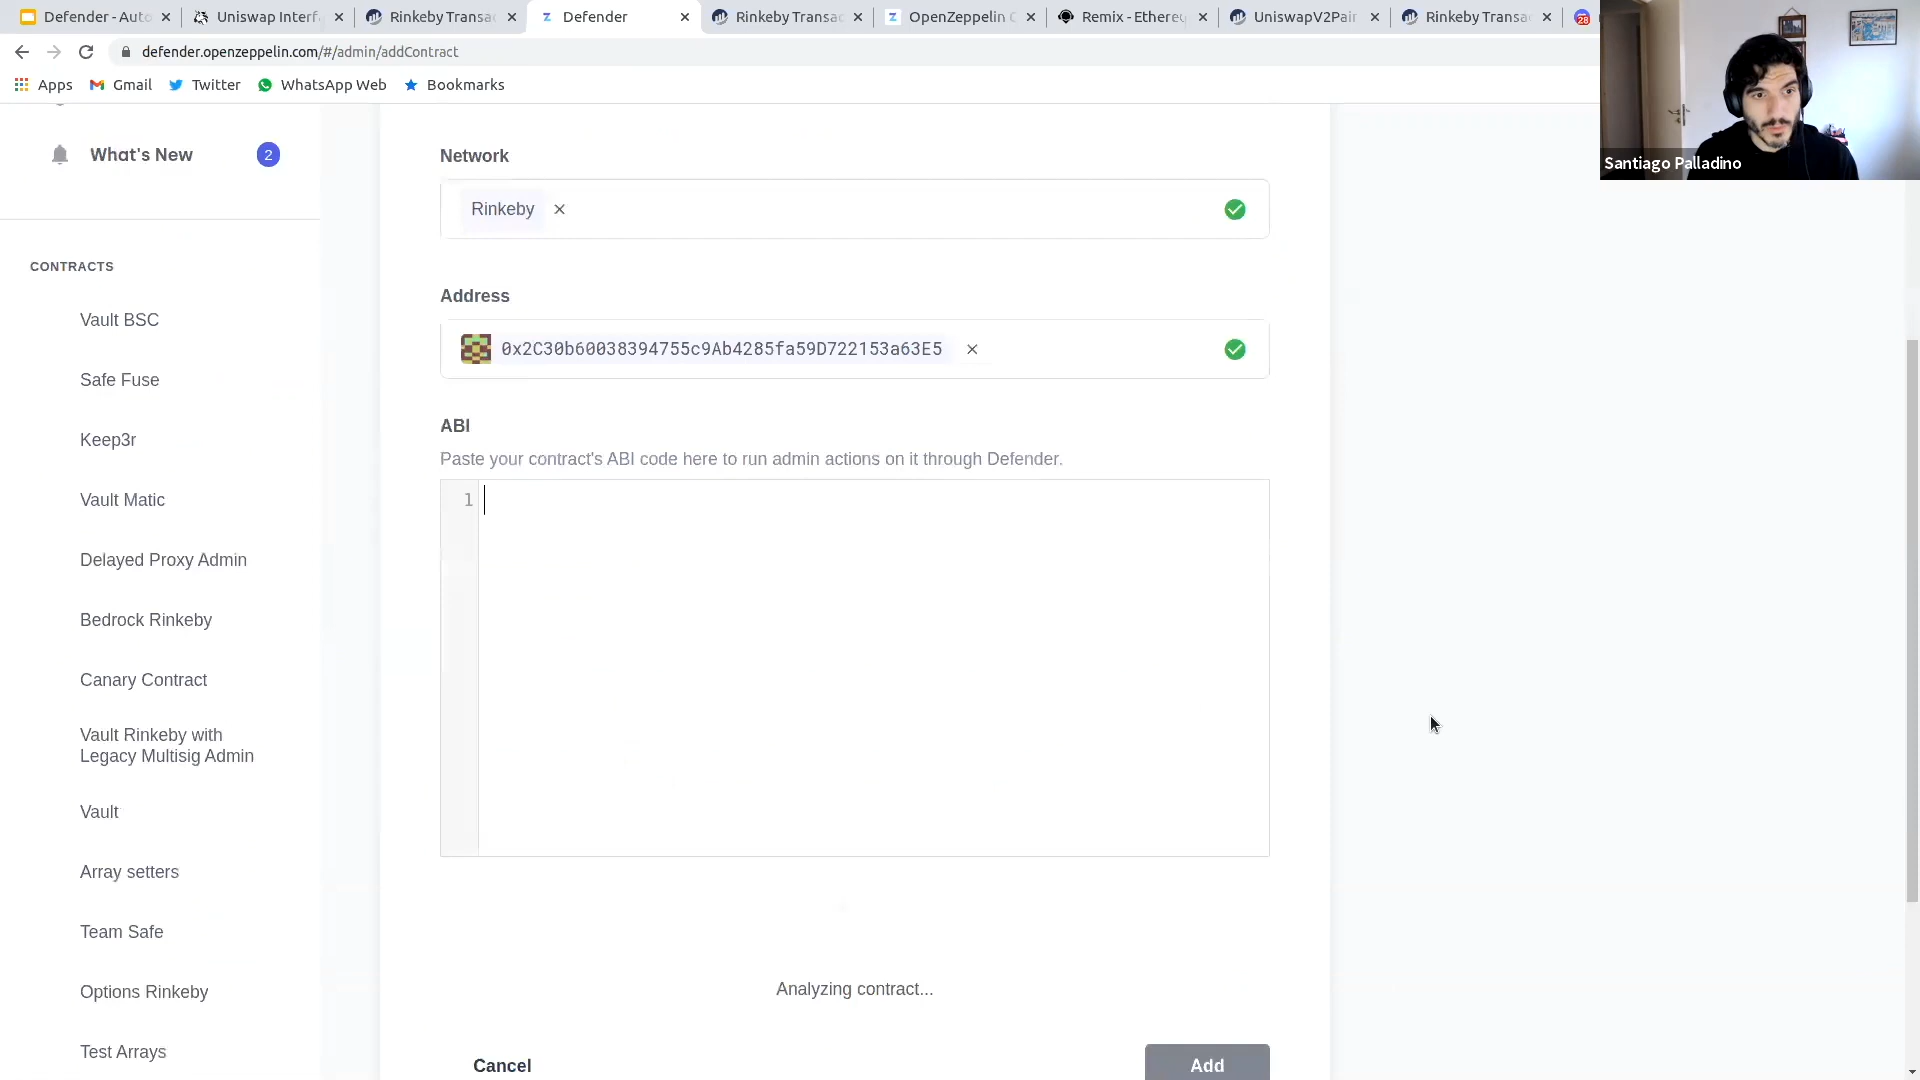 Defender - Auto
Uniswap Interf
Rinkeby Transa
Defender
Rinkeby Transac
OpenZeppelin C
Remix - Ethereu
UniswapV2Pair
Rinkeby Transa
28
defender.openzeppelin.com/#/admin/addContract
Apps
Gmail
Twitter
WhatsApp Web
Bookmarks
Santiago Palladino
What's New
2
CONTRACTS
Vault BSC
Safe Fuse
Keep3r
Vault Matic
Delayed Proxy Admin
Bedrock Rinkeby
Canary Contract
Vault Rinkeby with
Legacy Multisig Admin
Vault
Array setters
Team Safe
Options Rinkeby
Test Arrays
Network
Rinkeby
Address
0x2C30b60038394755c9Ab4285fa59D722153a63E5
ABI
Paste your contract's ABI code here to run admin actions on it through Defender.
1
Analyzing contract...
Cancel
Add